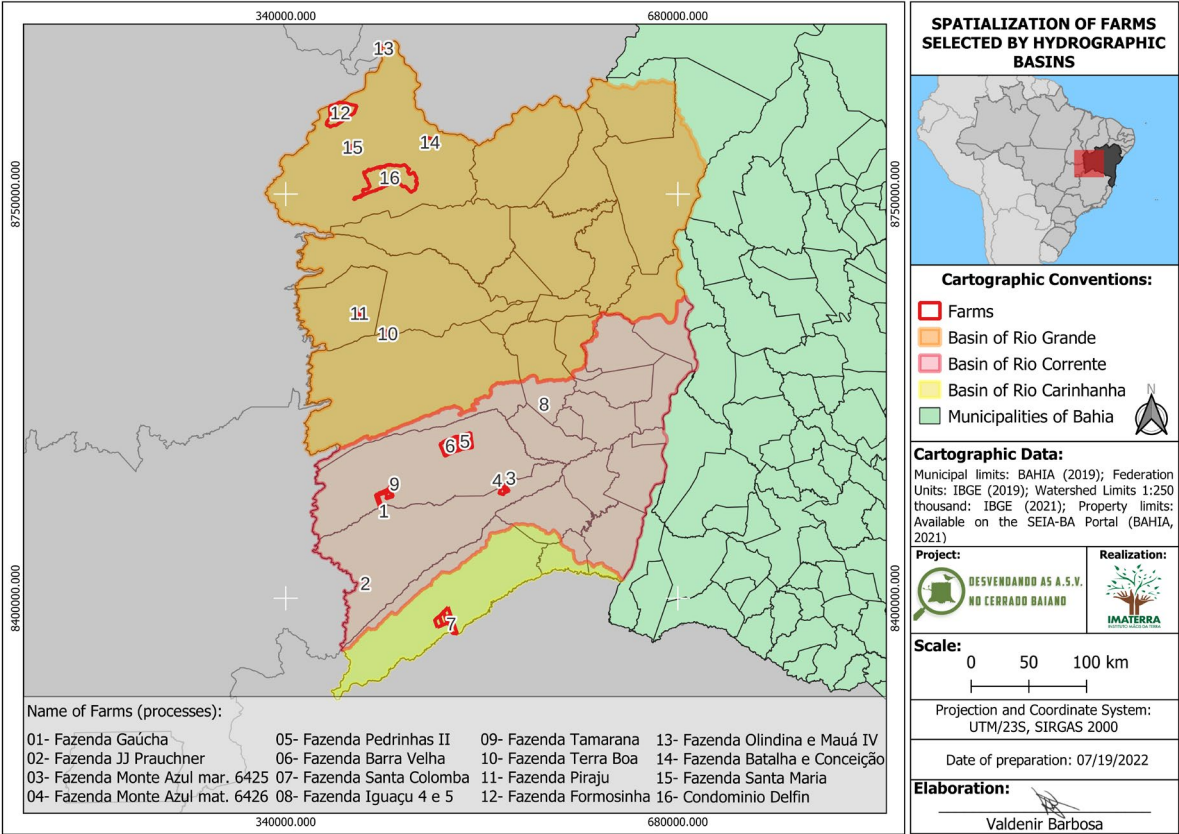 340000.000
680000.000
8750000.000
8750000.000
8400000.000
8400000.000
13
12
15
14
16
11
10
8
6
5
9
4
3
1
2
7
Name of Farms (processes):
01- Fazenda Gaúcha
02- Fazenda JJ Prauchner
03- Fazenda Monte Azul mar. 6425
04- Fazenda Monte Azul mat. 6426
05- Fazenda Pedrinhas II
06- Fazenda Barra Velha
07- Fazenda Santa Colomba
08- Fazenda Iguaçu 4 e 5
09- Fazenda Tamarana
10- Fazenda Terra Boa
11- Fazenda Piraju
12- Fazenda Formosinha
13- Fazenda Olindina e Mauá IV
14- Fazenda Batalha e Conceição
15- Fazenda Santa Maria
16- Condominio Delfin
340000.000
680000.000
SPATIALIZATION OF FARMS
SELECTED BY HYDROGRAPHIC
BASINS
Cartographic Conventions:
Farms
Basin of Rio Grande
Basin of Rio Corrente
Basin of Rio Carinhanha
Municipalities of Bahia
N
Cartographic Data:
Municipal limits: BAHIA (2019); Federation
Units: IBGE (2019); Watershed Limits 1:250
thousand: IBGE (2021); Property limits:
Available on the SEIA-BA Portal (BAHIA,
2021)
Project:
DESVENDANDO AS A.S.V.
NO CERRADO BAIANO
Realization:
IMATERRA
INSTITUTO MÃOS DA TERRA
Scale:
0 50 100 km
Projection and Coordinate System:
UTM/23S, SIRGAS 2000
Date of preparation: 07/19/2022
Elaboration:
Valdenir Barbosa